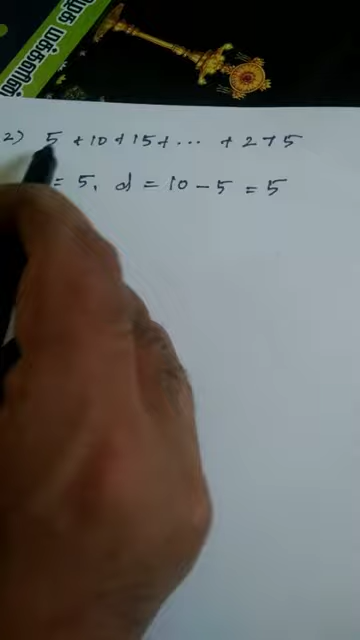 2) 5 + 10 + 15 + ... + 275
= 5, d = 10 - 5 = 5